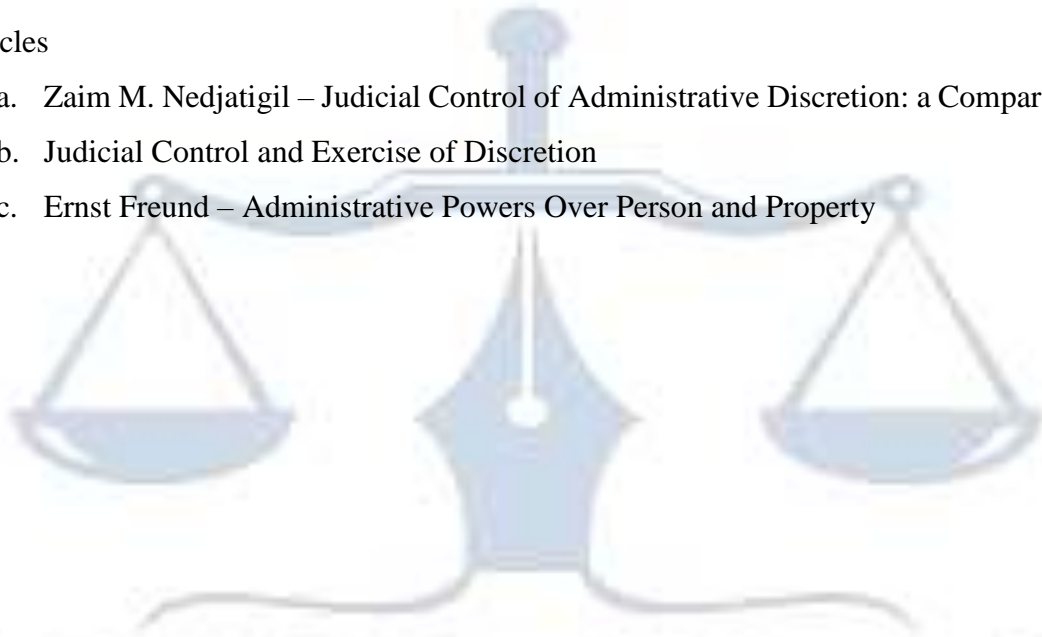 cles
a. Zaim M. Nedjatigil – Judicial Control of Administrative Discretion: a Compar
b. Judicial Control and Exercise of Discretion
c. Ernst Freund – Administrative Powers Over Person and Property